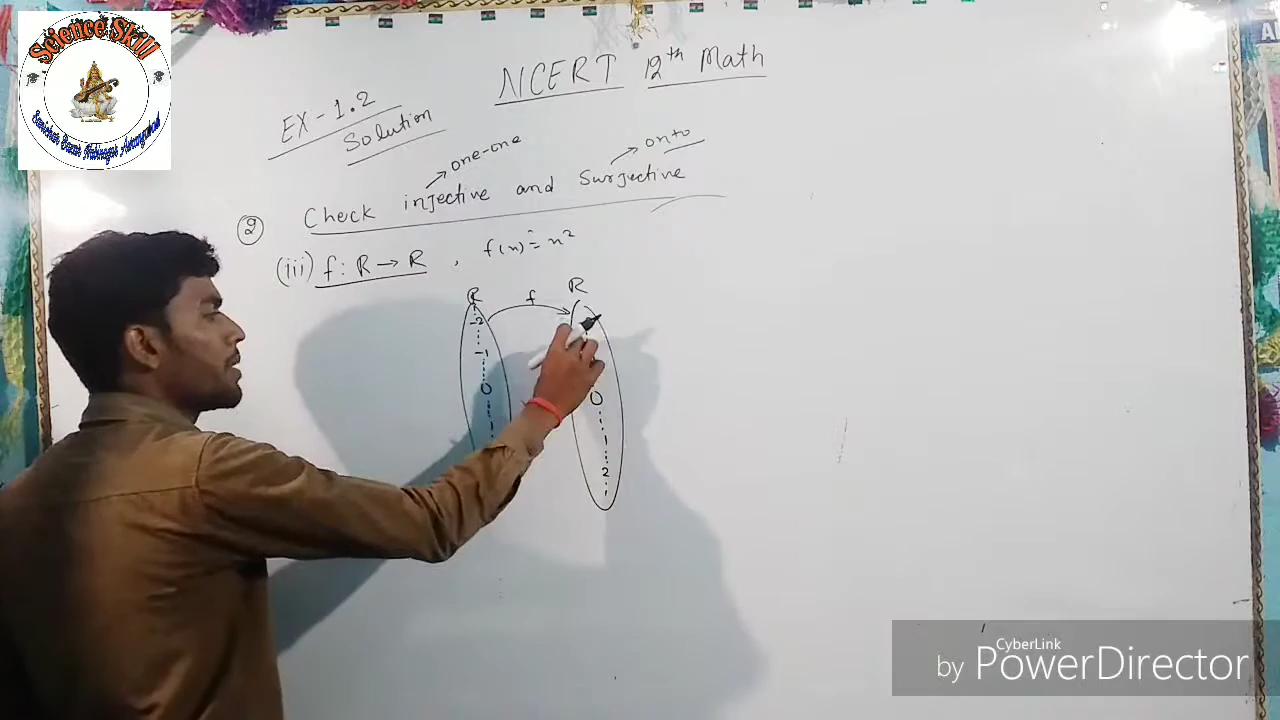 Science Skill
NCERT 12th Math
EX-1.2
Solution
one-one
onto
Check injective and Surjective
2
(iii) f: R → R , f(x) = x²
R
f
R
-2
-1
0
0
1
2
CyberLink
by PowerDirector